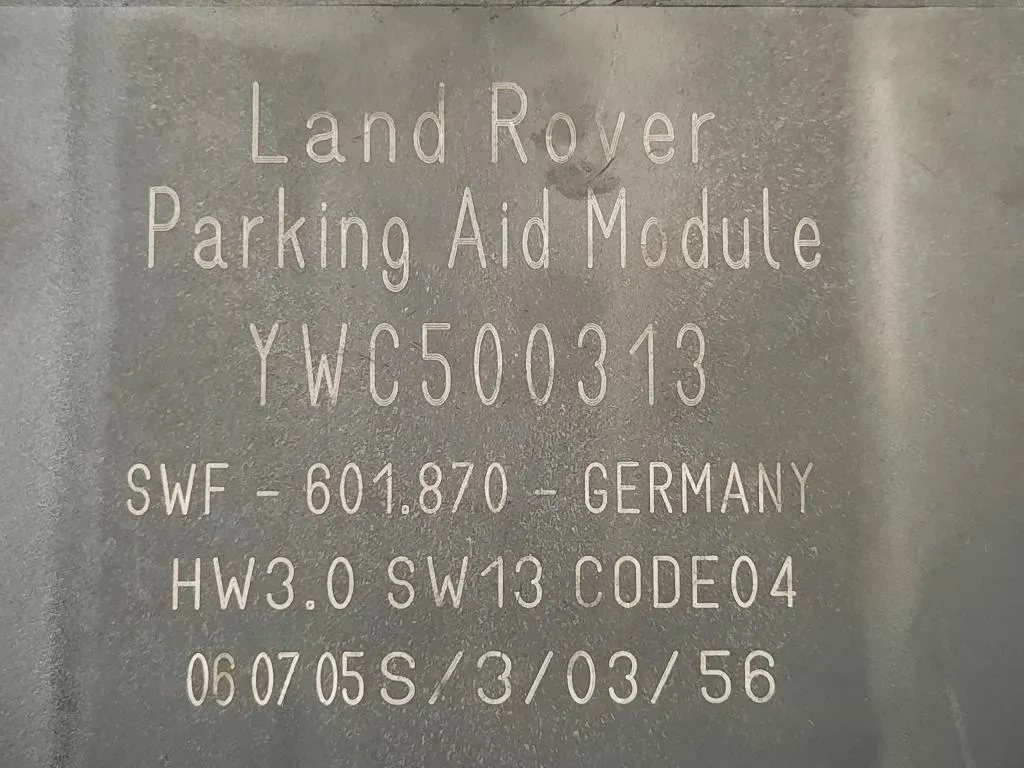 Land Rover
Parking Aid Module
YWC500313
SWF - 601.870 - GERMANY
HW3.0 SW13 CODE04
06 07 05 S/3/03/56